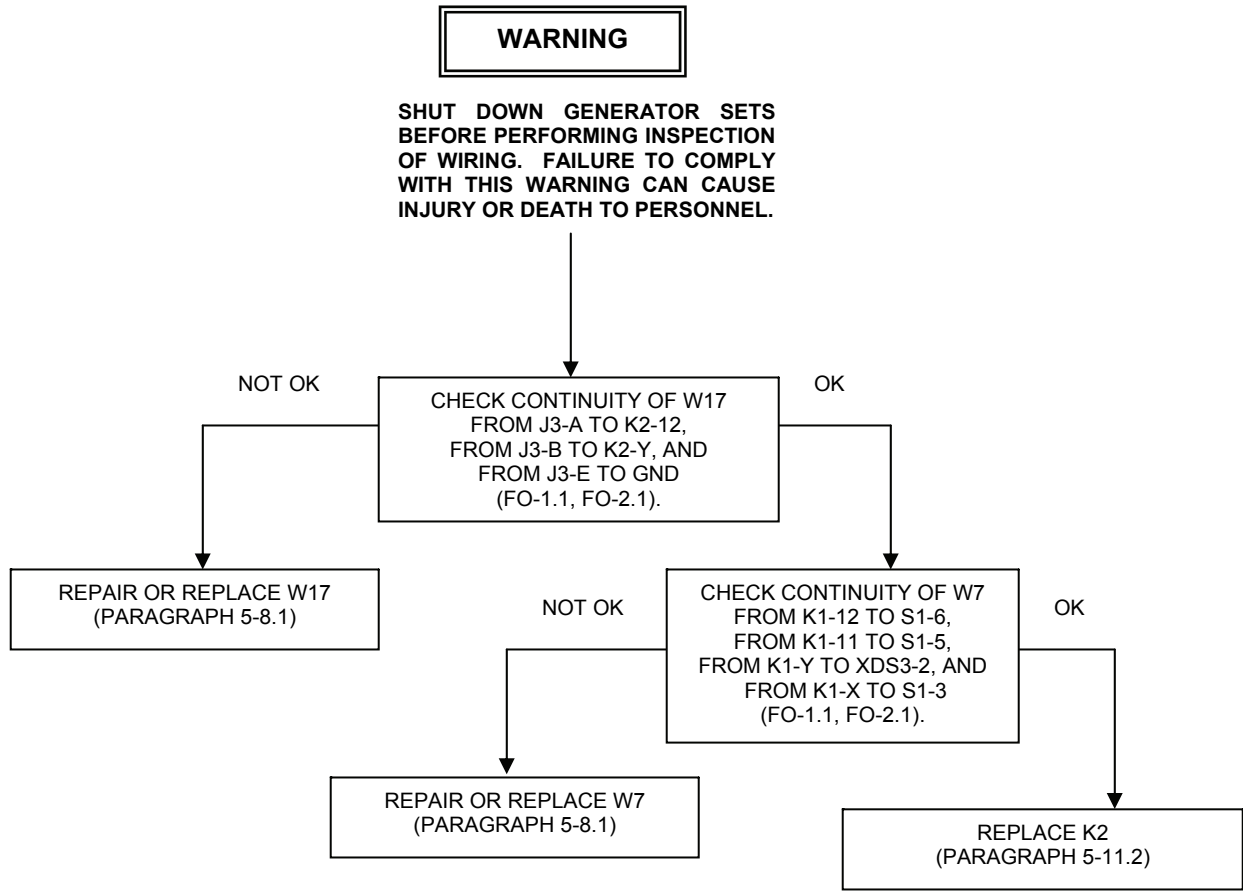 WARNING
SHUT DOWN GENERATOR SETS
BEFORE PERFORMING INSPECTION
OF WIRING. FAILURE TO COMPLY
WITH THIS WARNING CAN CAUSE
INJURY OR DEATH TO PERSONNEL.
NOT OK
OK
CHECK CONTINUITY OF W17
FROM J3-A TO K2-12,
FROM J3-B TO K2-Y, AND
FROM J3-E TO GND
(FO-1.1, FO-2.1).
REPAIR OR REPLACE W17
(PARAGRAPH 5-8.1)
NOT OK
OK
CHECK CONTINUITY OF W7
FROM K1-12 TO S1-6,
FROM K1-11 TO S1-5,
FROM K1-Y TO XDS3-2, AND
FROM K1-X TO S1-3
(FO-1.1, FO-2.1).
REPAIR OR REPLACE W7
(PARAGRAPH 5-8.1)
REPLACE K2
(PARAGRAPH 5-11.2)